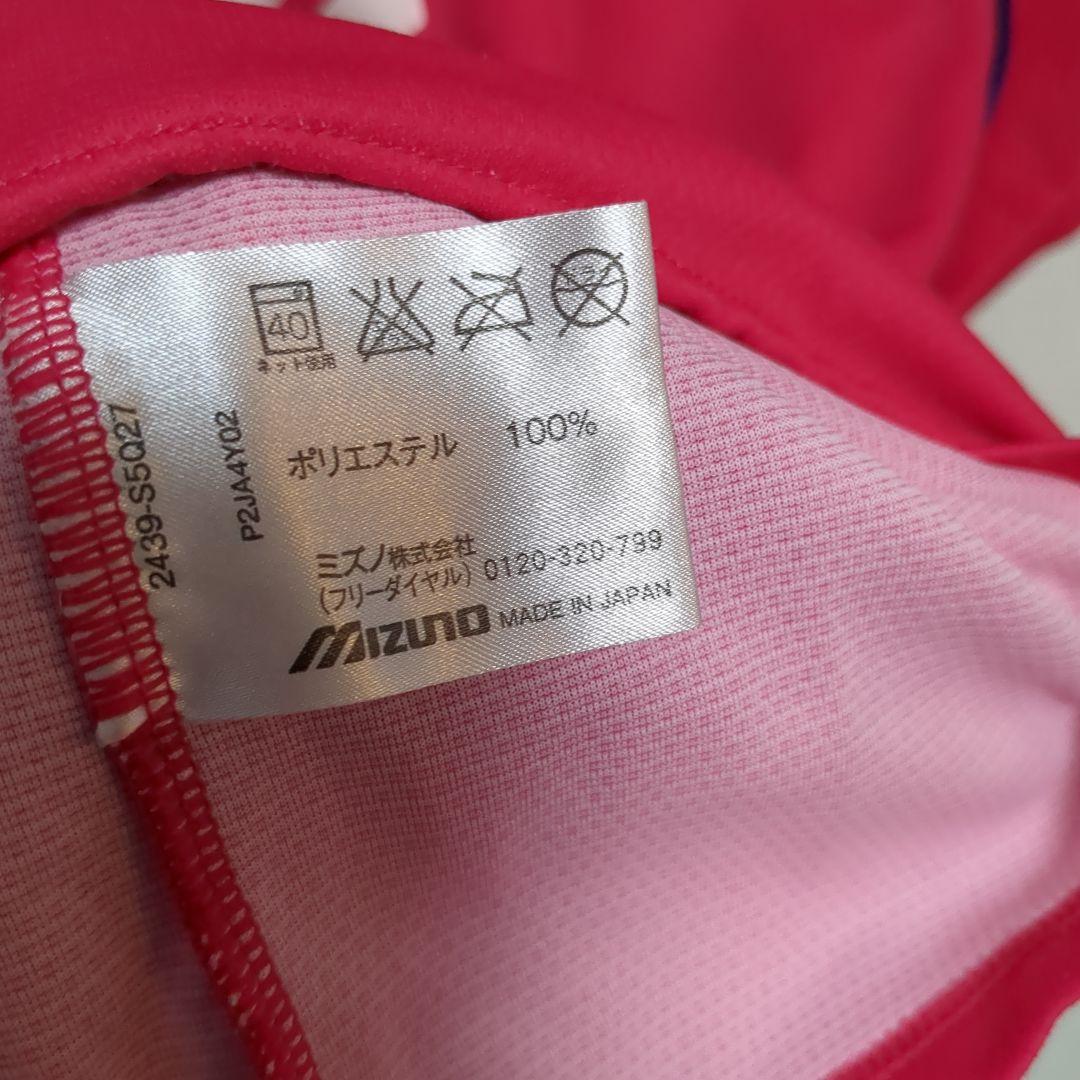 40
ネット使用
ポリエステル 100%
ミズノ株式会社
(フリーダイヤル) 0120-320-799
MIZUNO MADE IN JAPAN
P2JA4Y02
2439-S5Q27